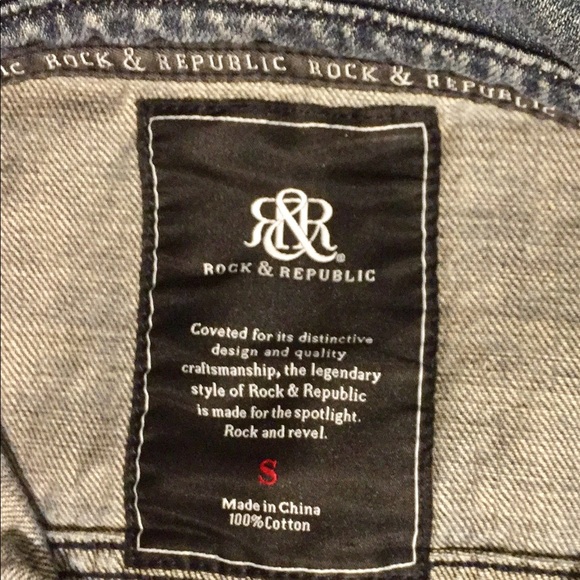 IC ROCK & REPUBLIC ROCK & REPUBLIC
R&R
ROCK & REPUBLIC
Coveted for its distinctive
design and quality
craftsmanship, the legendary
style of Rock & Republic
is made for the spotlight.
Rock and revel.
S
Made in China
100%Cotton